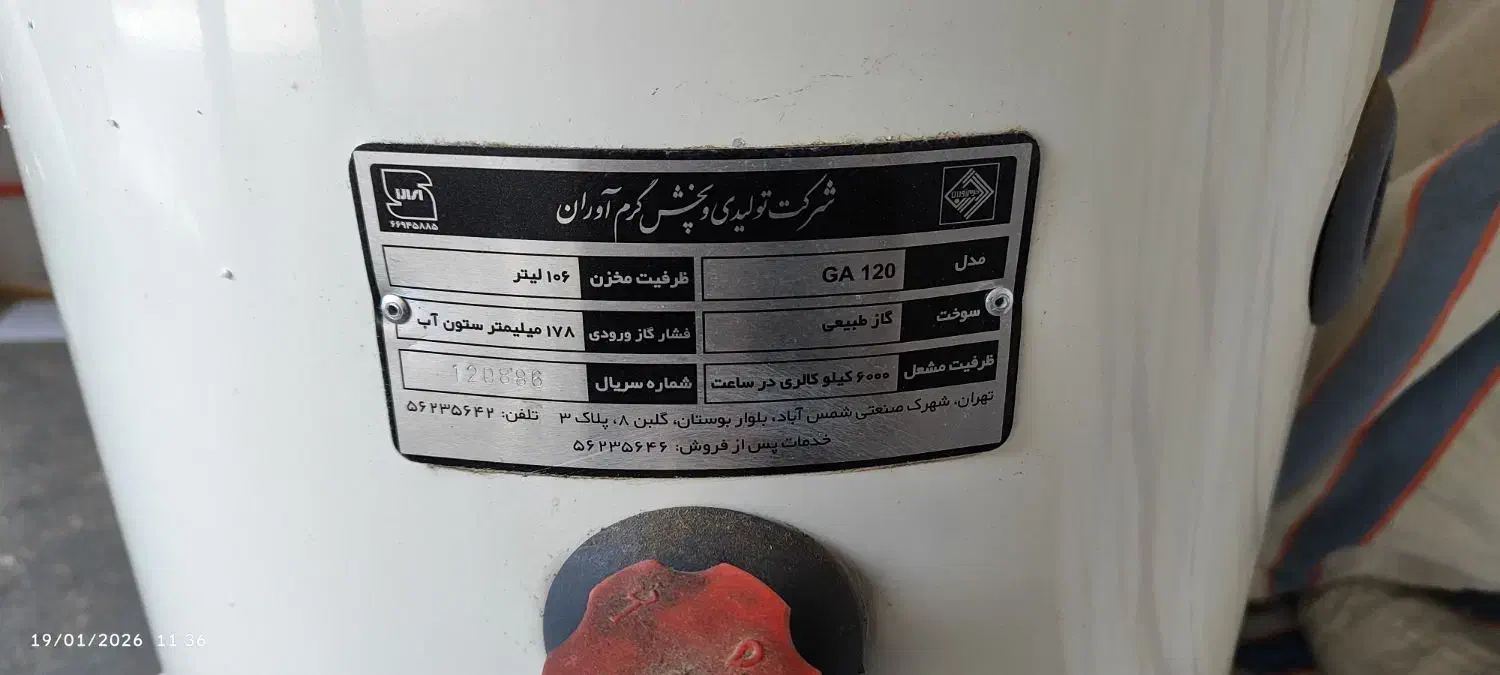 شرکت تولیدی و پخش گرم آوران
۶۶۹۴۵۸۸۵
مدل GA 120 ظرفیت مخزن ۱۰۶ لیتر
سوخت گاز طبیعی فشار گاز ورودی ۱۷۸ میلیمتر ستون آب
ظرفیت مشعل ۶۰۰۰ کیلو کالری در ساعت شماره سریال 120886
تهران، شهرک صنعتی شمس آباد، بلوار بوستان، گلبن ۸، پلاک ۳ تلفن: ۵۶۲۳۵۶۴۲
خدمات پس از فروش: ۵۶۲۳۵۶۴۶
19/01/2026 11:36